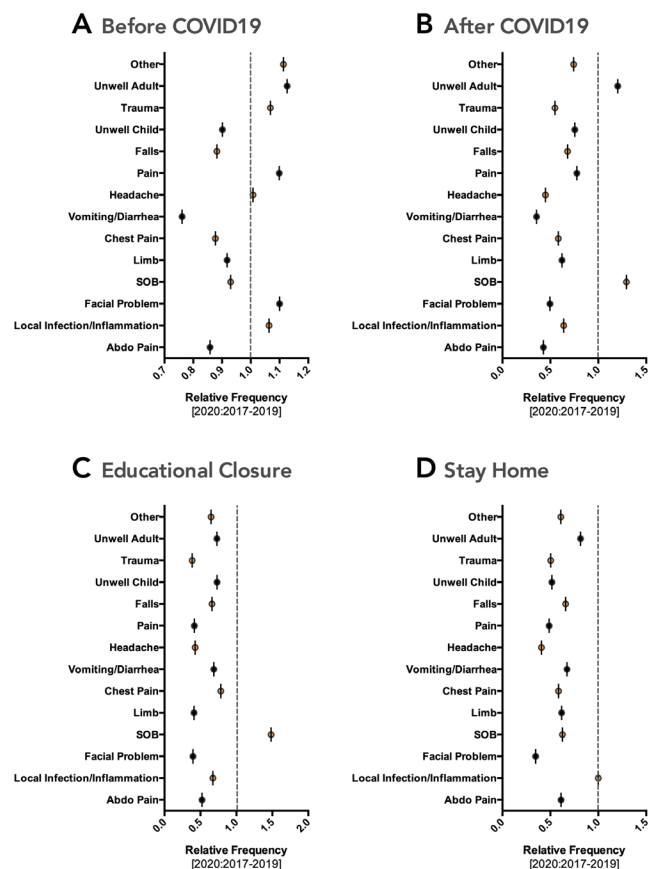 A Before COVID19
Other
Unwell Adult
Trauma
Unwell Child
Falls
Pain
Headache
Vomiting/Diarrhea
Chest Pain
Limb
SOB
Facial Problem
Local Infection/Inflammation
Abdo Pain
0.7 0.8 0.9 1.0 1.1 1.2
Relative Frequency
[2020:2017-2019]
B After COVID19
Other
Unwell Adult
Trauma
Unwell Child
Falls
Pain
Headache
Vomiting/Diarrhea
Chest Pain
Limb
SOB
Facial Problem
Local Infection/Inflammation
Abdo Pain
0.0 0.5 1.0 1.5
Relative Frequency
[2020:2017-2019]
C Educational Closure
Other
Unwell Adult
Trauma
Unwell Child
Falls
Pain
Headache
Vomiting/Diarrhea
Chest Pain
Limb
SOB
Facial Problem
Local Infection/Inflammation
Abdo Pain
0.0 0.5 1.0 1.5 2.0
Relative Frequency
[2020:2017-2019]
D Stay Home
Other
Unwell Adult
Trauma
Unwell Child
Falls
Pain
Headache
Vomiting/Diarrhea
Chest Pain
Limb
SOB
Facial Problem
Local Infection/Inflammation
Abdo Pain
0.0 0.5 1.0 1.5
Relative Frequency
[2020:2017-2019]